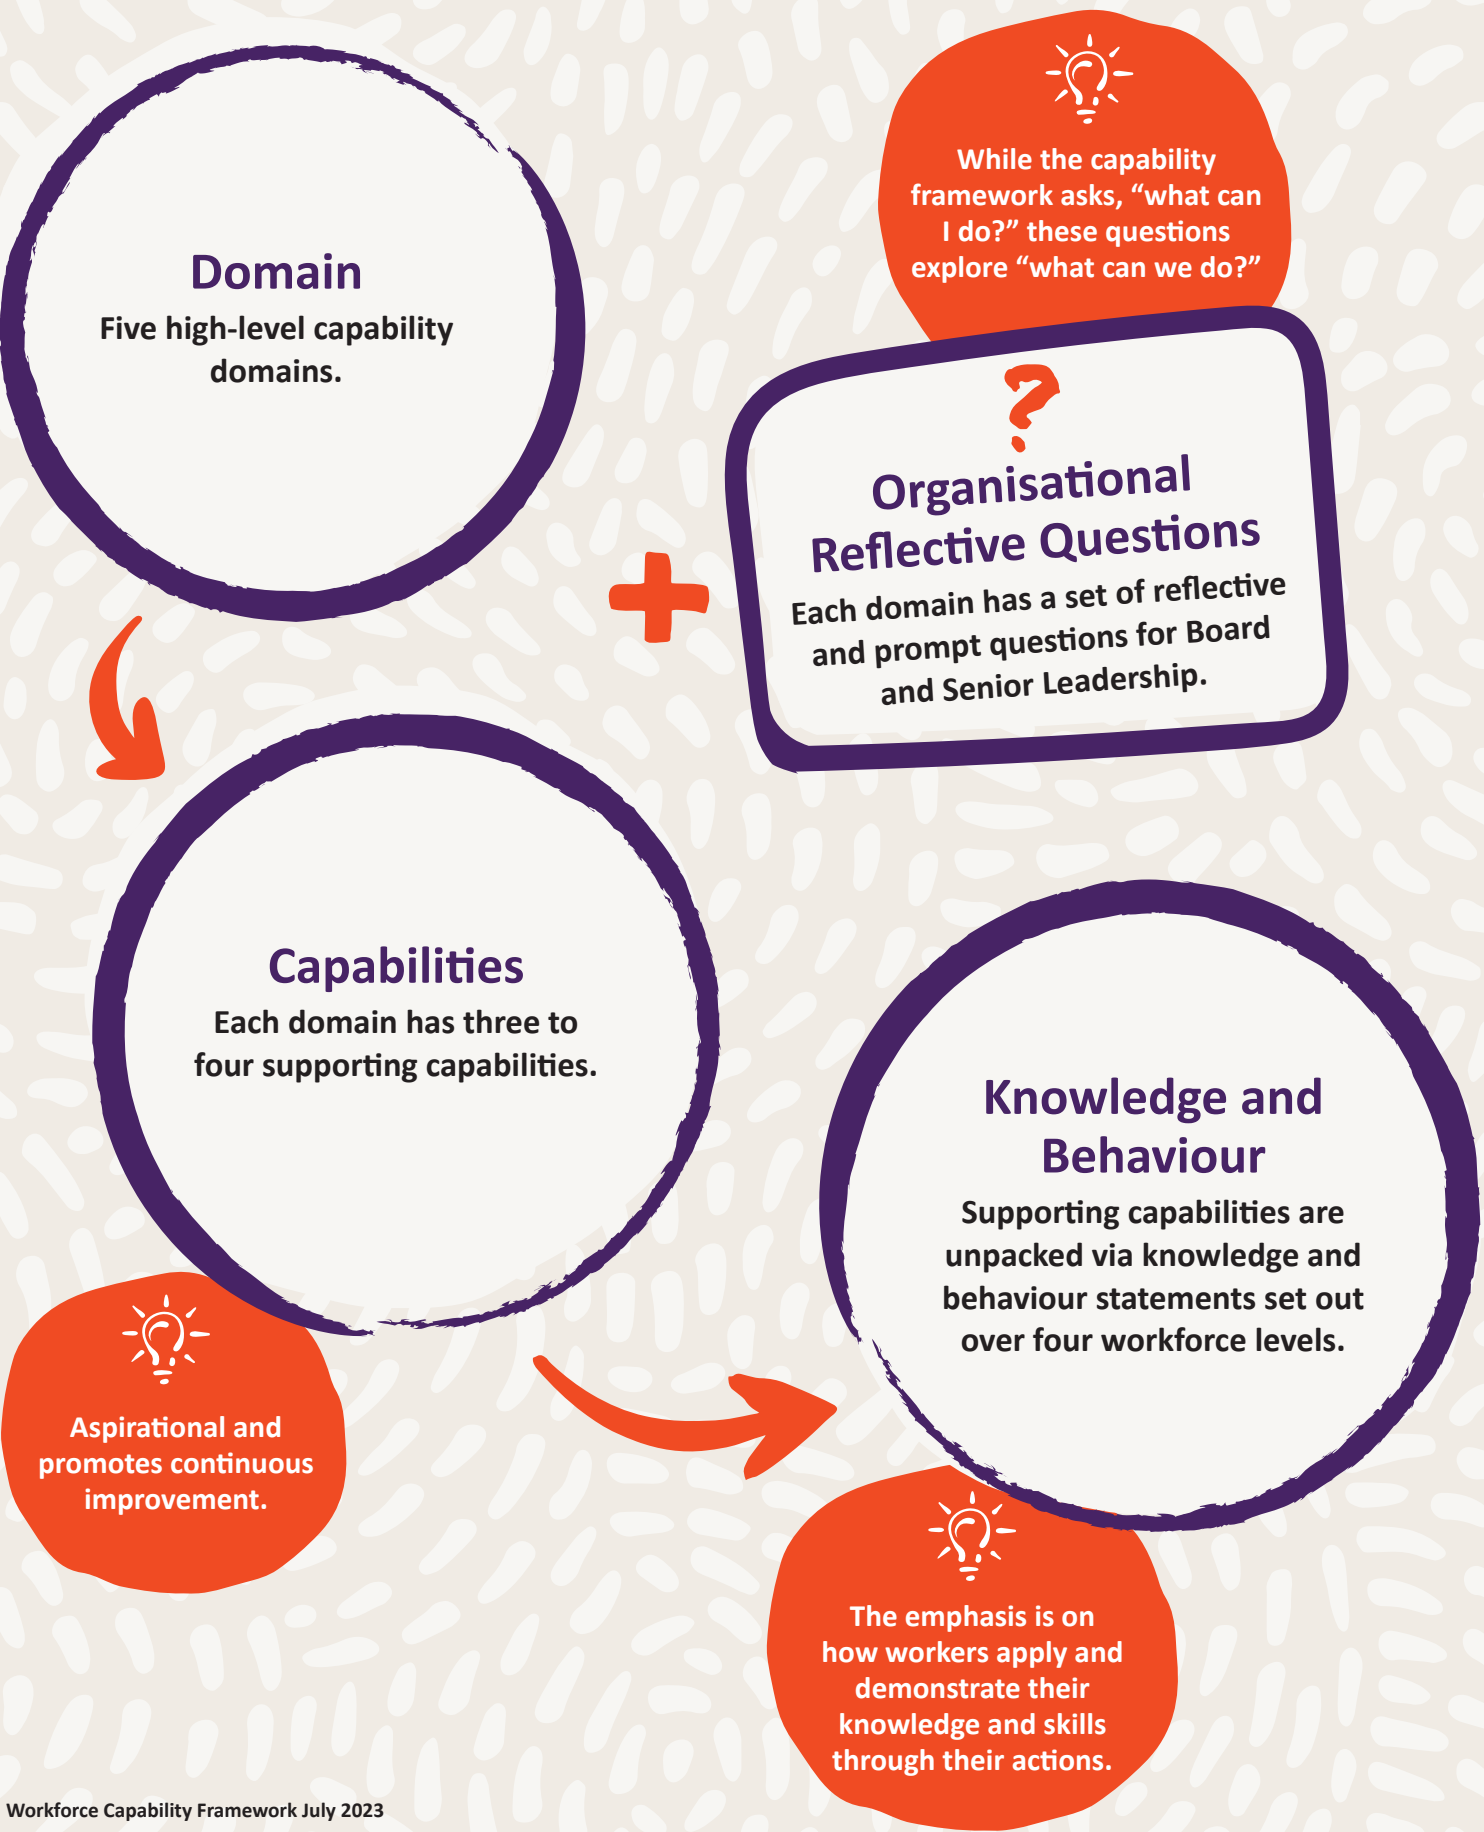 Domain
Five high-level capability
domains.
While the capability
framework asks, “what can
I do?” these questions
explore “what can we do?”
?
Organisational
Reflective Questions
Each domain has a set of reflective
and prompt questions for Board
and Senior Leadership.
Capabilities
Each domain has three to
four supporting capabilities.
Aspirational and
promotes continuous
improvement.
Knowledge and
Behaviour
Supporting capabilities are
unpacked via knowledge and
behaviour statements set out
over four workforce levels.
The emphasis is on
how workers apply and
demonstrate their
knowledge and skills
through their actions.
Workforce Capability Framework July 2023